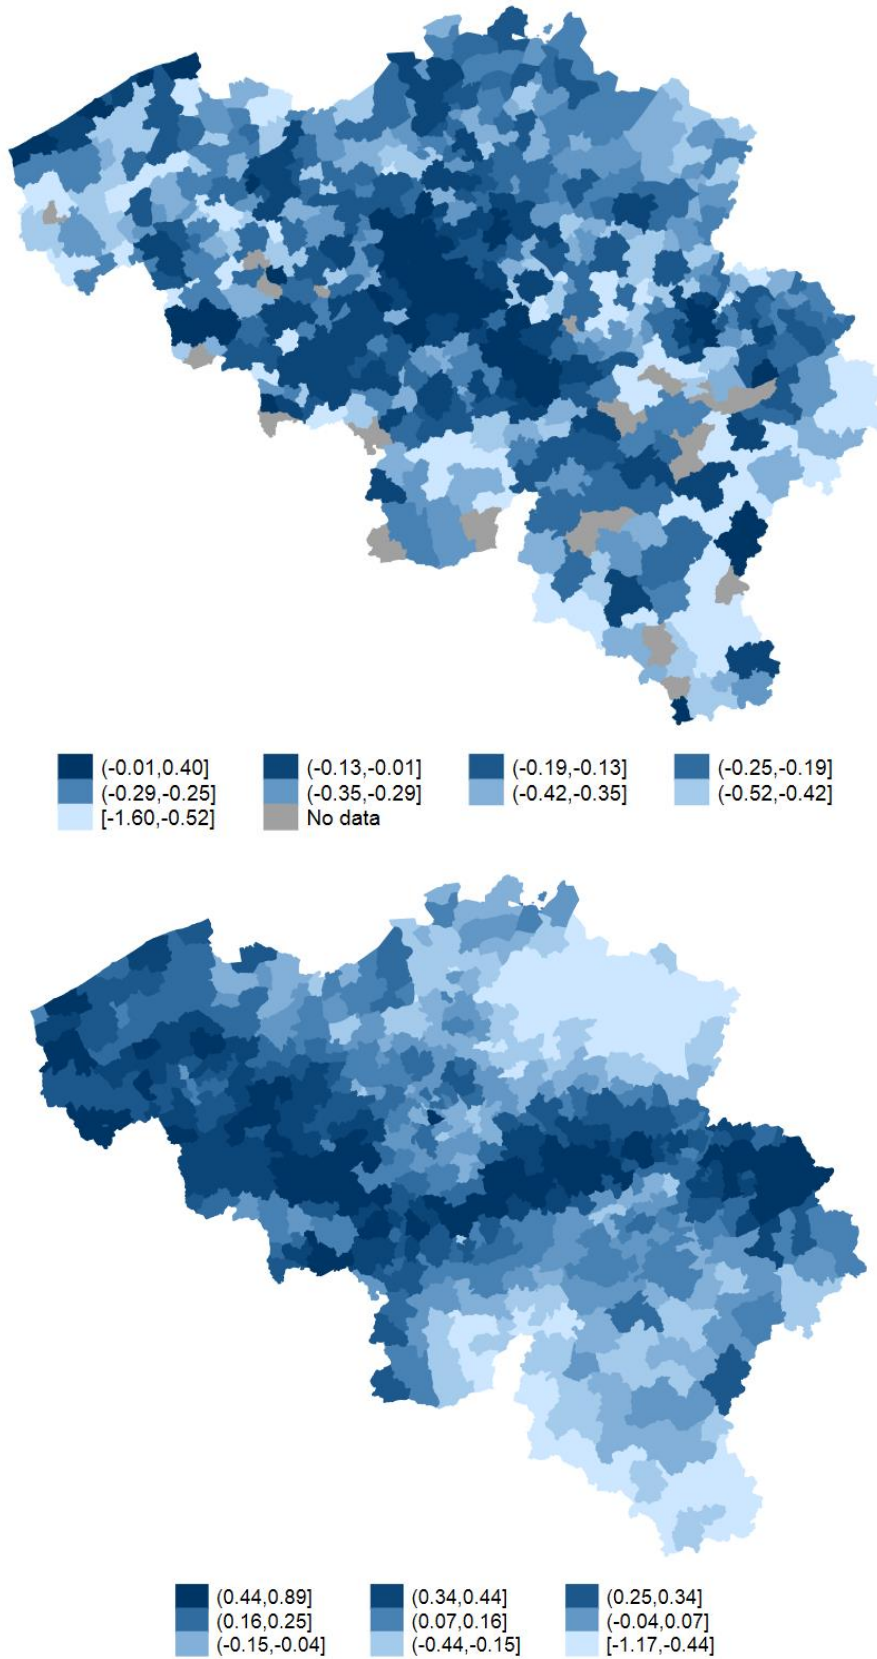 (-0.01,0.40] (-0.13,-0.01] (-0.19,-0.13] (-0.25,-0.19]
(-0.29,-0.25] (-0.35,-0.29] (-0.42,-0.35] (-0.52,-0.42]
[-1.60,-0.52] No data
(0.44,0.89] (0.34,0.44] (0.25,0.34]
(0.16,0.25] (0.07,0.16] (-0.04,0.07]
(-0.15,-0.04] (-0.44,-0.15] [-1.17,-0.44]